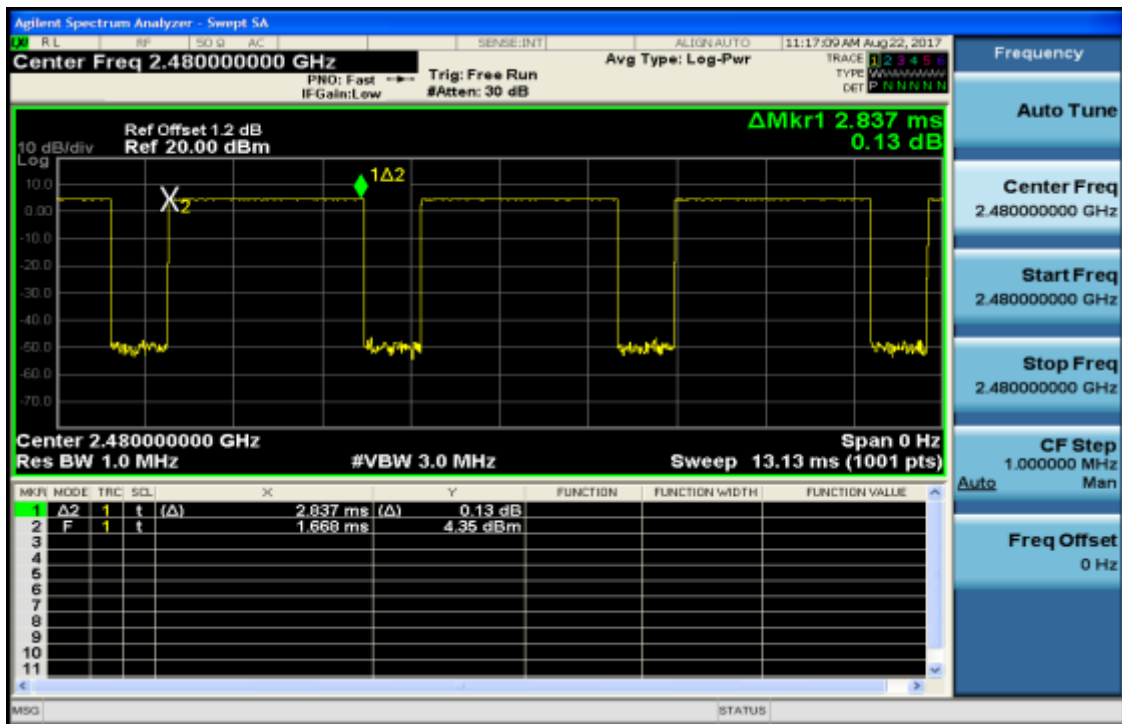 Agilent Spectrum Analyzer - Swept SA
RL RF 50 Ω AC SENSE:INT ALIGN AUTO 11:17:09 AM Aug 22, 2017
Center Freq 2.480000000 GHz
PNO: Fast
IFGain:Low
Trig: Free Run
#Atten: 30 dB
Avg Type: Log-Pwr
TRACE 1 2 3 4 5 6
TYPE
DET P N N N N N
ΔMkr1 2.837 ms
0.13 dB
Ref Offset 1.2 dB
10 dB/div Ref 20.00 dBm
Log
10.0
0.00
-10.0
-20.0
-30.0
-40.0
-50.0
-60.0
-70.0
1Δ2
2
Center 2.480000000 GHz Span 0 Hz
Res BW 1.0 MHz #VBW 3.0 MHz Sweep 13.13 ms (1001 pts)
MKR MODE TRC SCL X Y FUNCTION FUNCTION WIDTH FUNCTION VALUE
1 Δ2 1 t (Δ) 2.837 ms (Δ) 0.13 dB
2 F 1 t 1.668 ms 4.35 dBm
3
4
5
6
7
8
9
10
11
MSG STATUS
Frequency
Auto Tune
Center Freq
2.480000000 GHz
Start Freq
2.480000000 GHz
Stop Freq
2.480000000 GHz
CF Step
1.000000 MHz
Auto Man
Freq Offset
0 Hz